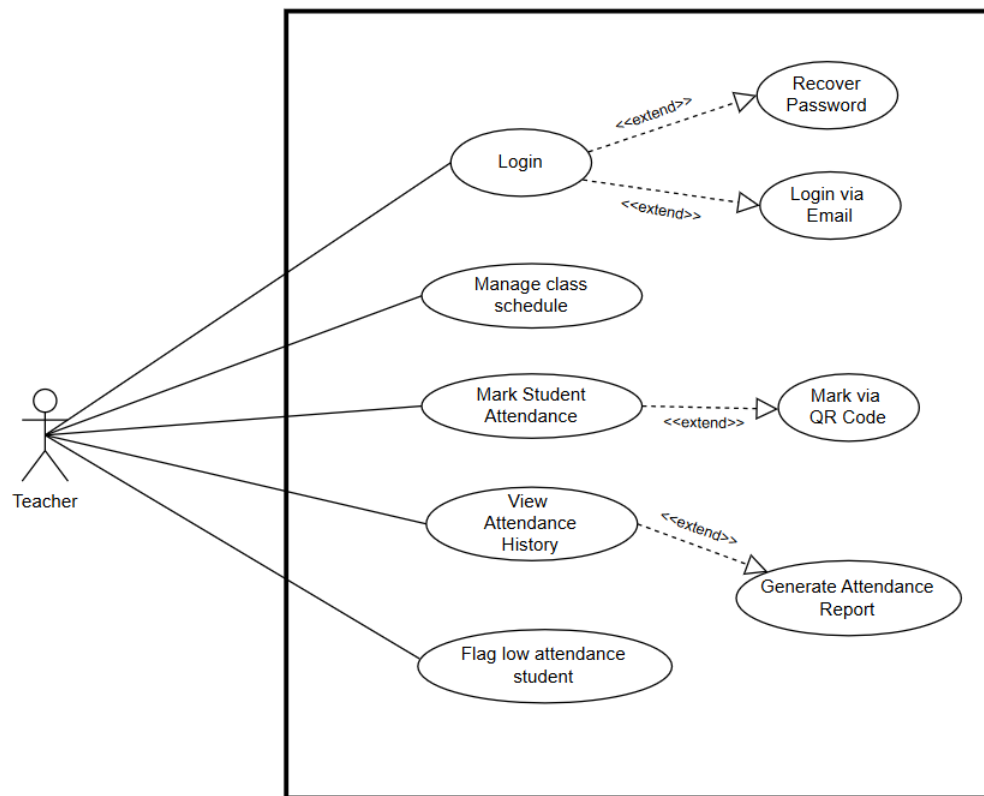 Recover
Password
<<extend>>
Login
Login via
Email
<<extend>>
Manage class
schedule
Mark Student
Attendance
Mark via
QR Code
<<extend>>
Teacher
View
Attendance
History
<<extend>>
Generate Attendance
Report
Flag low attendance
student